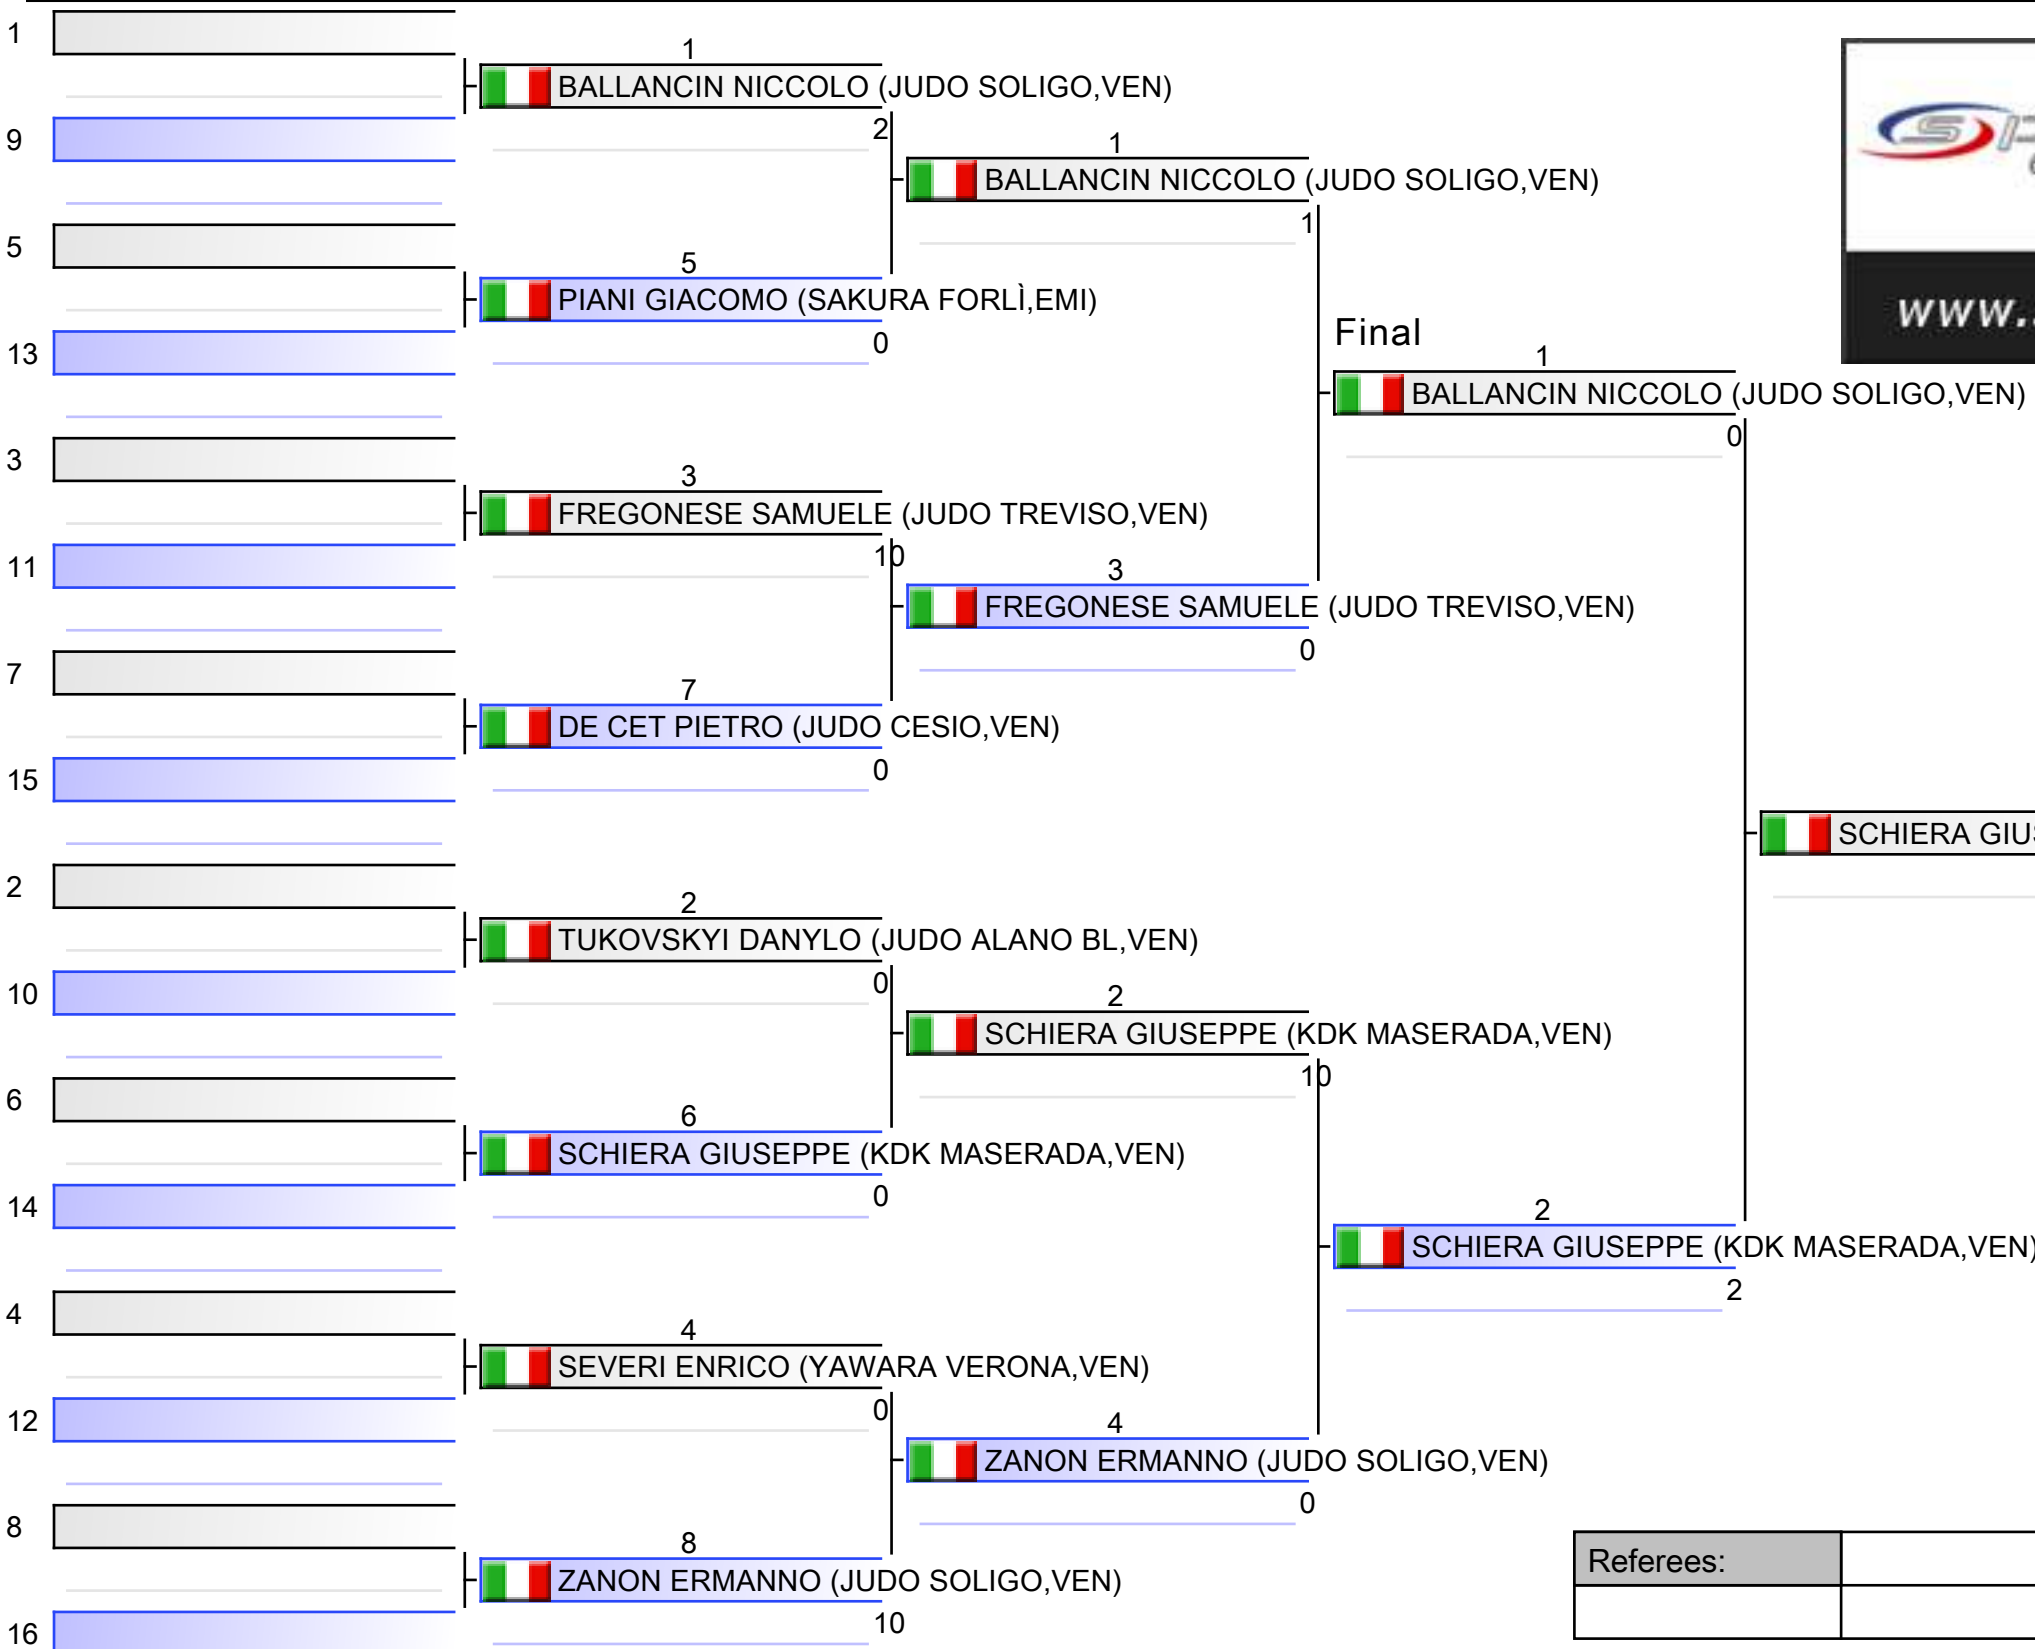 1
9
5
13
3
11
7
15
2
10
6
14
4
12
8
16
1
BALLANCIN NICCOLO (JUDO SOLIGO,VEN)
2
5
PIANI GIACOMO (SAKURA FORLÌ,EMI)
0
3
FREGONESE SAMUELE (JUDO TREVISO,VEN)
10
7
DE CET PIETRO (JUDO CESIO,VEN)
0
2
TUKOVSKYI DANYLO (JUDO ALANO BL,VEN)
0
6
SCHIERA GIUSEPPE (KDK MASERADA,VEN)
0
4
SEVERI ENRICO (YAWARA VERONA,VEN)
0
8
ZANON ERMANNO (JUDO SOLIGO,VEN)
10
1
BALLANCIN NICCOLO (JUDO SOLIGO,VEN)
1
3
FREGONESE SAMUELE (JUDO TREVISO,VEN)
0
2
SCHIERA GIUSEPPE (KDK MASERADA,VEN)
10
4
ZANON ERMANNO (JUDO SOLIGO,VEN)
0
Final
1
BALLANCIN NICCOLO (JUDO SOLIGO,VEN)
0
2
SCHIERA GIUSEPPE (KDK MASERADA,VEN)
2
SCHIERA
www.
Referees: